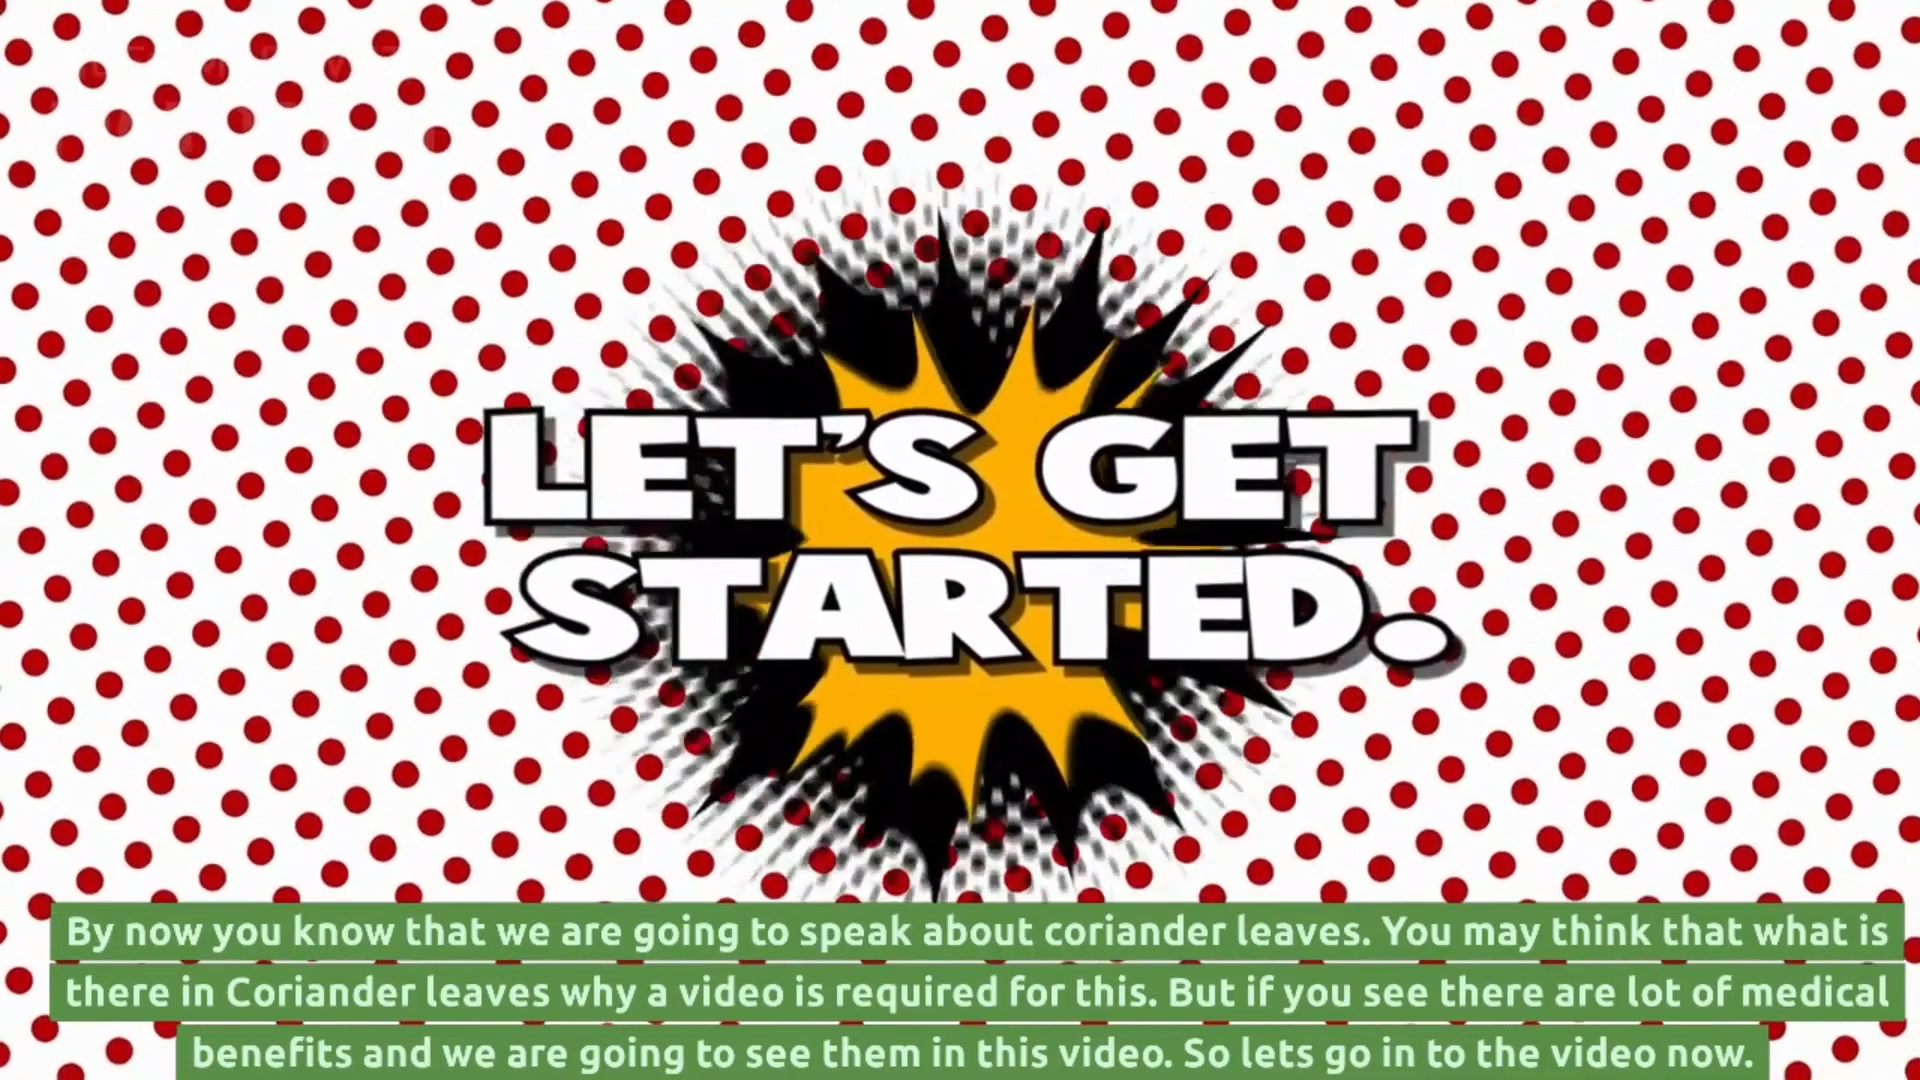 LET'S GET
STARTED.
By now you know that we are going to speak about coriander leaves. You may think that what is
there in Coriander leaves why a video is required for this. But if you see there are lot of medical
benefits and we are going to see them in this video. So lets go in to the video now.